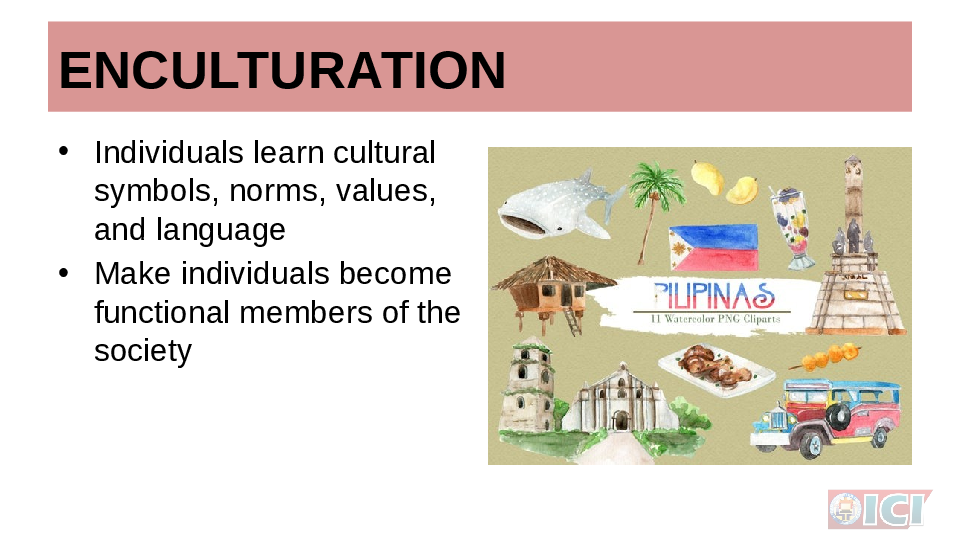 ENCULTURATION
• Individuals learn cultural
symbols, norms, values,
and language
• Make individuals become
functional members of the
society
PILIPINAS
11 Watercolor PNG Cliparts
ICI